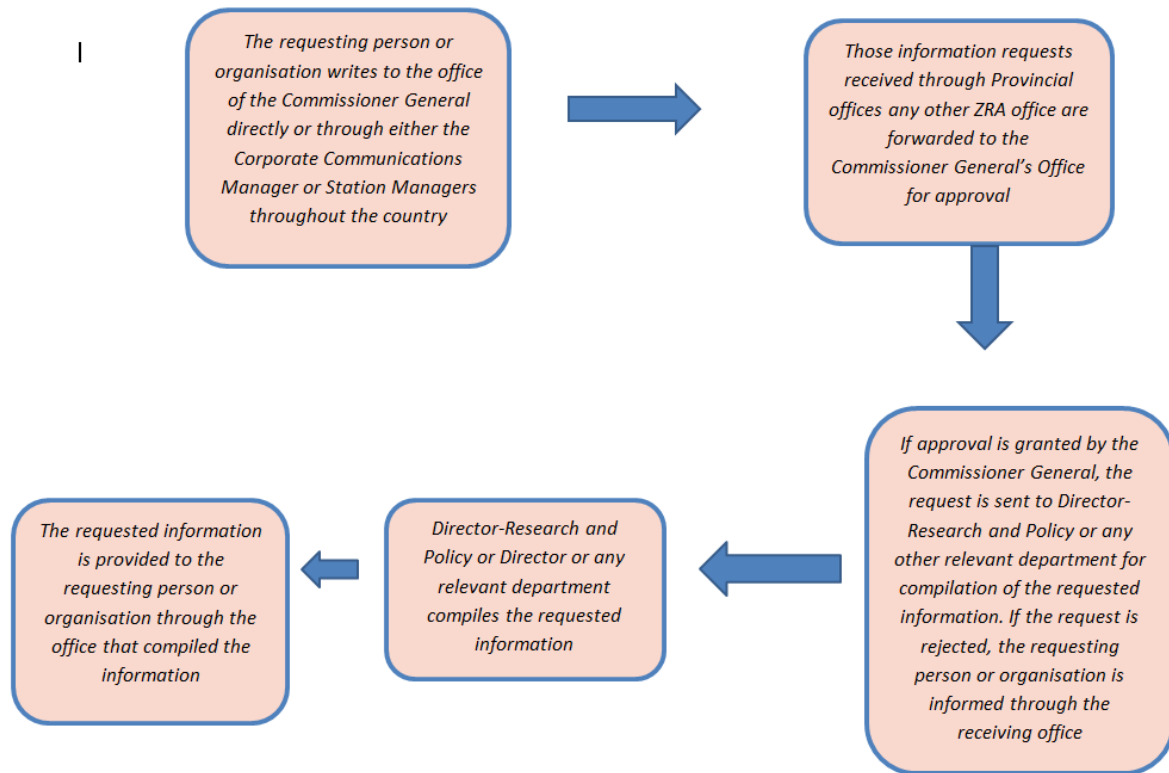 The requesting person or
organisation writes to the office
of the Commissioner General
directly or through either the
Corporate Communications
Manager or Station Managers
throughout the country
Those information requests
received through Provincial
offices any other ZRA office are
forwarded to the
Commissioner General's Office
for approval
If approval is granted by the
Commissioner General, the
request is sent to Director-
Research and Policy or any
other relevant department for
compilation of the requested
information. If the request is
rejected, the requesting
person or organisation is
informed through the
receiving office
Director-Research and
Policy or Director or any
relevant department
compiles the requested
information
The requested information
is provided to the
requesting person or
organisation through the
office that compiled the
information